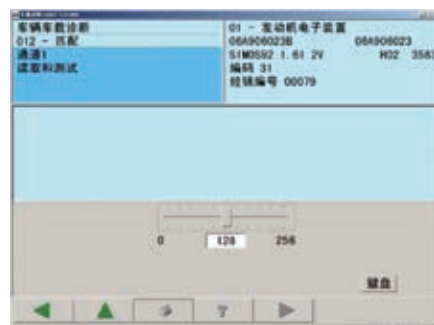 车辆车载诊断
012 - 匹配
通道1
读取和测试
01 - 发动机电子装置
06A906023B 06A906023
SIMOS92 1.6l 2V H02 3563
编码 31
经销编号 00079
0 128 256
键盘
?